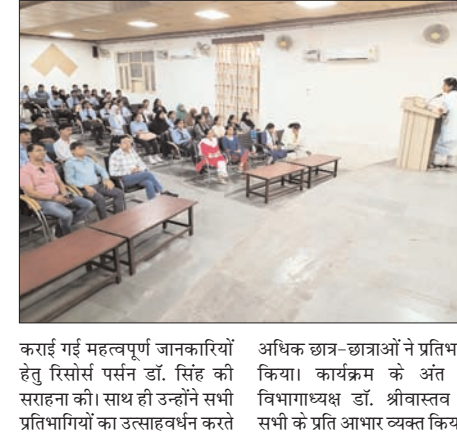 कराई गई महत्वपूर्ण जानकारियों
हेतु रिसोर्स पर्सन डॉ. सिंह की
सराहना की। साथ ही उन्होंने सभी
प्रतिभागियों का उत्साहवर्धन करते
अधिक छात्र-छात्राओं ने
किया। कार्यक्रम के अंत
विभागाध्यक्ष डॉ. श्रीवास्तव
सभी के प्रति आभार व्यक्त